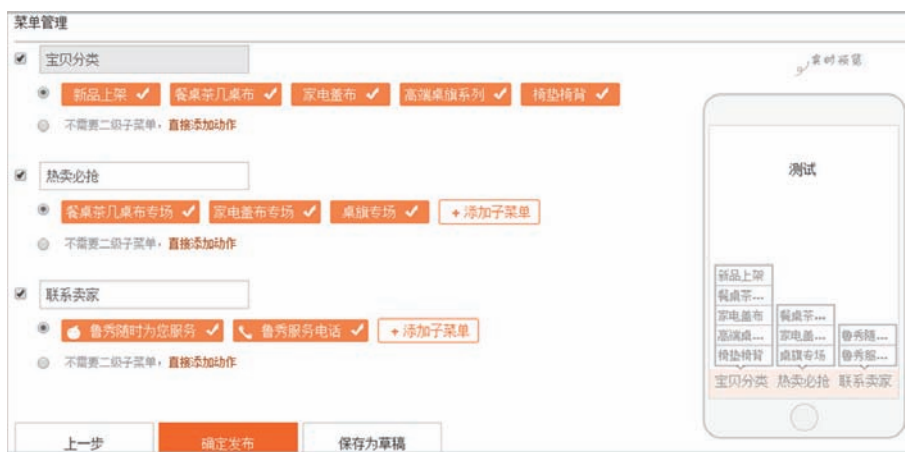 菜单管理
宝贝分类
新品上架 餐桌茶几桌布 家电盖布 高端桌旗系列 椅垫椅背
不需要二级子菜单，直接添加动作
热卖必抢
餐桌茶几桌布专场 家电盖布专场 桌旗专场 +添加子菜单
不需要二级子菜单，直接添加动作
联系卖家
鲁秀随时为您服务 鲁秀服务电话 +添加子菜单
不需要二级子菜单，直接添加动作
上一步 确定发布 保存为草稿
实时预览
测试
新品上架
餐桌茶... 餐桌茶...
家电盖布 家电盖... 鲁秀随...
高端桌... 桌旗专场 鲁秀服...
椅垫椅背
宝贝分类 热卖必抢 联系卖家